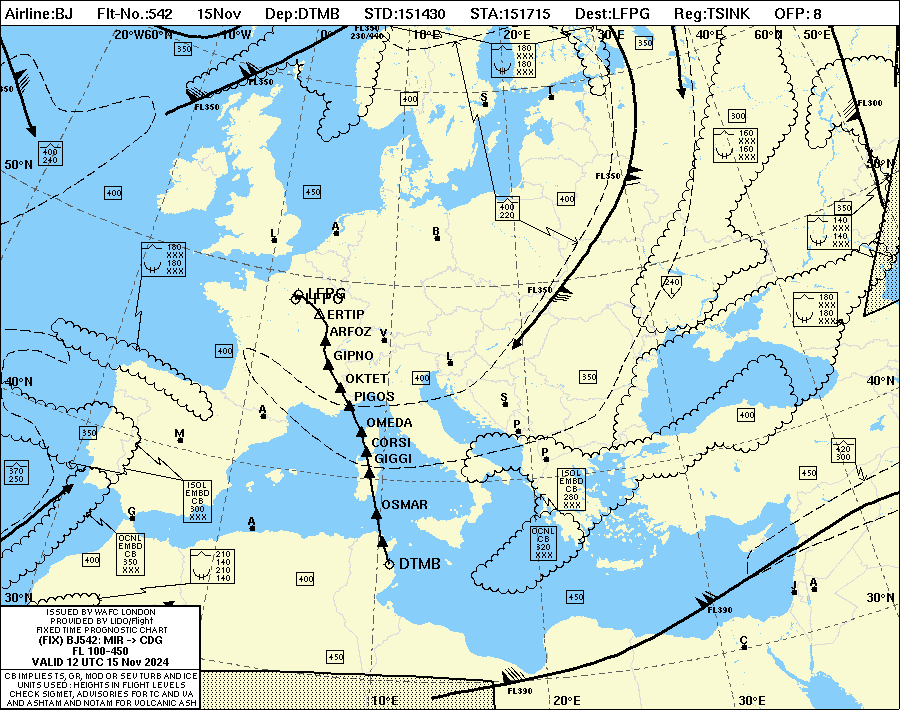 Airline:BJ Flt-No.:542 15Nov Dep:DTMB STD:151430 STA:151715 Dest:LFPG Reg:TSINK OFP: 8
20°W60°N 10°W 0°E 10°E 20°E 30°E 40°E 60°N 50°E
FL350
230/440
350
350
FL350
FL350
180
XXX
180
XXX
400
S
T
300
FL300
160
XXX
160
XXX
400
240
50°N
50°N
400
450
FL350
400
400
220
350
140
XXX
140
XXX
L
A
B
180
XXX
180
XXX
240
FL350
180
XXX
180
XXX
LFPG
LFPO
ERTIP
ARFOZ
V
GIPNO
400
L
350
400
40°N
40°N
OKTET
PIGOS
S
400
A
OMEDA
P
350
M
CORSI
GIGGI
P
420
300
370
250
450
ISOL
EMBD
CB
300
XXX
ISOL
EMBD
CB
280
XXX
OSMAR
G
A
OCNL
EMBD
CB
350
XXX
OCNL
CB
320
XXX
400
210
140
210
140
DTMB
400
J
A
30°N
450
30°N
FL390
C
450
FL390
10°E 20°E 30°E
ISSUED BY WAFC LONDON
PROVIDED BY LIDO/Flight
FIXED TIME PROGNOSTIC CHART
(FIX) BJ542: MIR -> CDG
FL 100-450
VALID 12 UTC 15 Nov 2024
CB IMPLIES TS, GR, MOD OR SEV TURB AND ICE
UNITS USED : HEIGHTS IN FLIGHT LEVELS
CHECK SIGMET, ADVISORIES FOR TC AND VA
AND ASHTAM AND NOTAM FOR VOLCANIC ASH